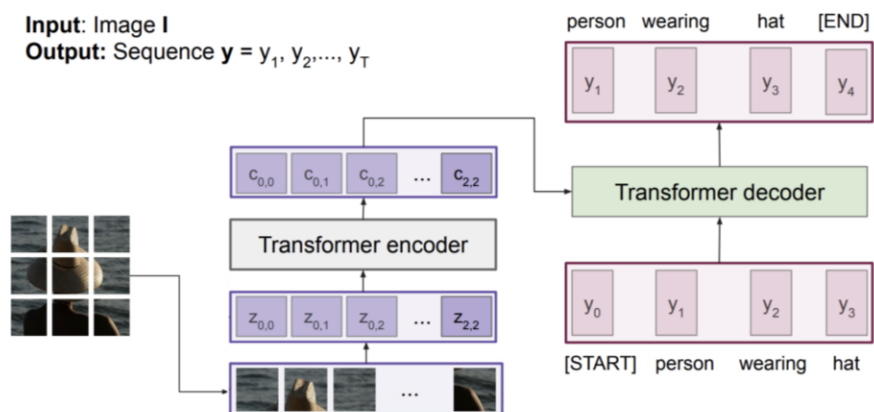 Input: Image I
Output: Sequence y = y₁, y₂,..., y_T
person wearing hat [END]
y₁ y₂ y₃ y₄
c₀,₀ c₀,₁ c₀,₂ ... c₂,₂
Transformer decoder
Transformer encoder
z₀,₀ z₀,₁ z₀,₂ ... z₂,₂
y₀ y₁ y₂ y₃
[START] person wearing hat
...